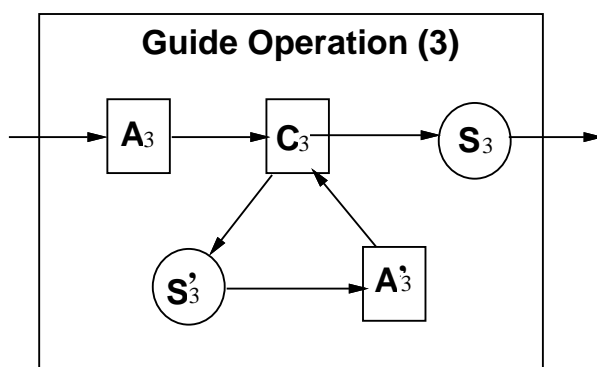 Guide Operation (3)
A3
C3
S3
S'3
A'3